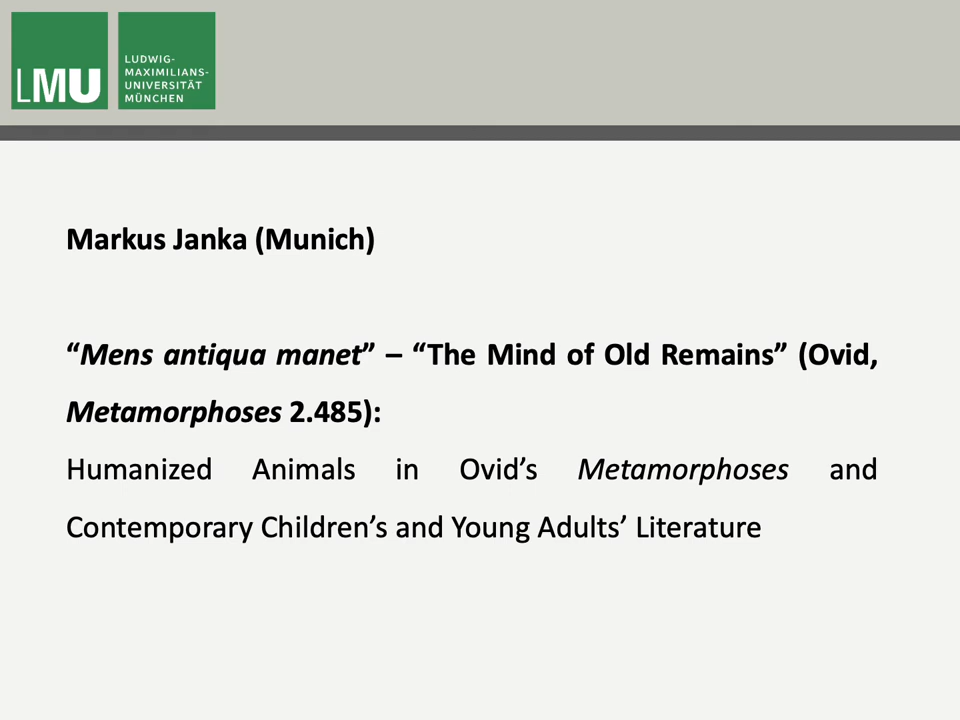 LMU
LUDWIG-
MAXIMILIANS-
UNIVERSITÄT
MÜNCHEN
Markus Janka (Munich)
“Mens antiqua manet” – “The Mind of Old Remains” (Ovid,
Metamorphoses 2.485):
Humanized Animals in Ovid’s Metamorphoses and
Contemporary Children’s and Young Adults’ Literature